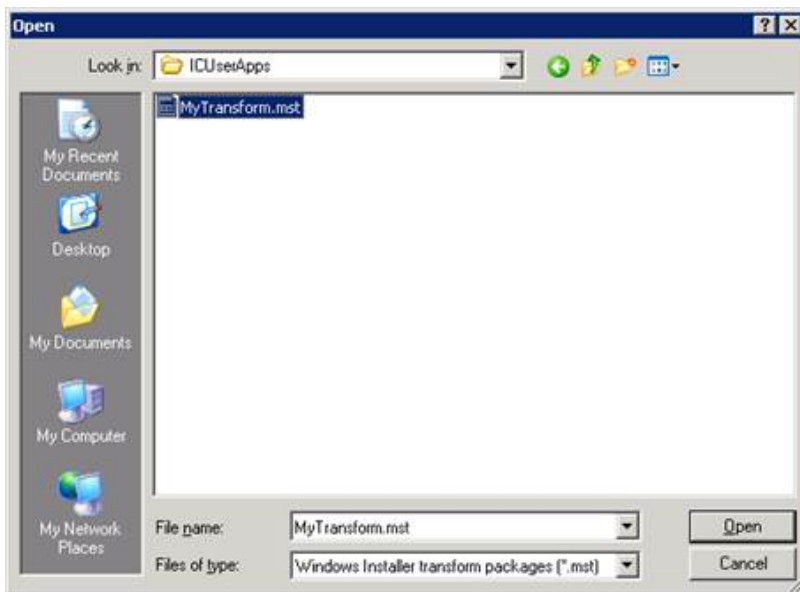 Open
Look in:
ICUserApps
MyTransform.mst
My Recent
Documents
Desktop
My Documents
My Computer
My Network
Places
File name:
MyTransform.mst
Open
Files of type:
Windows Installer transform packages (*.mst)
Cancel